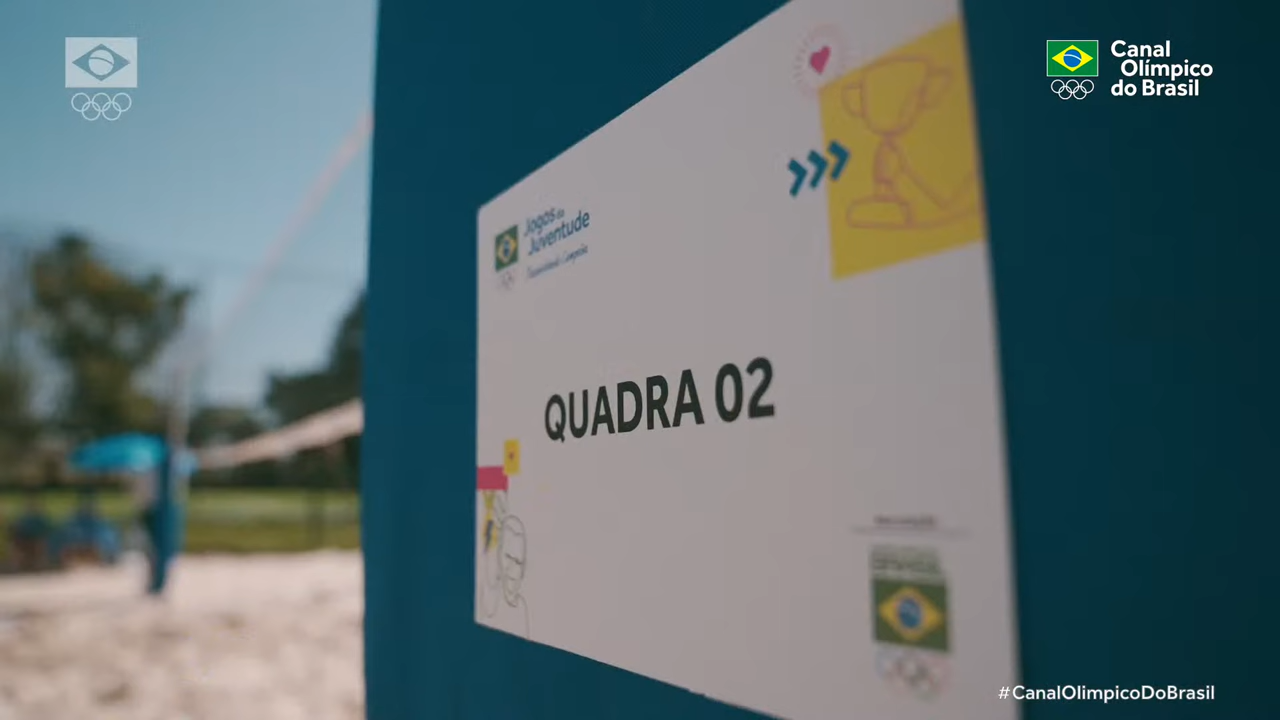 Canal
Olímpico
do Brasil
Jogos da
Juventude
QUADRA 02
#CanalOlimpicoDoBrasil